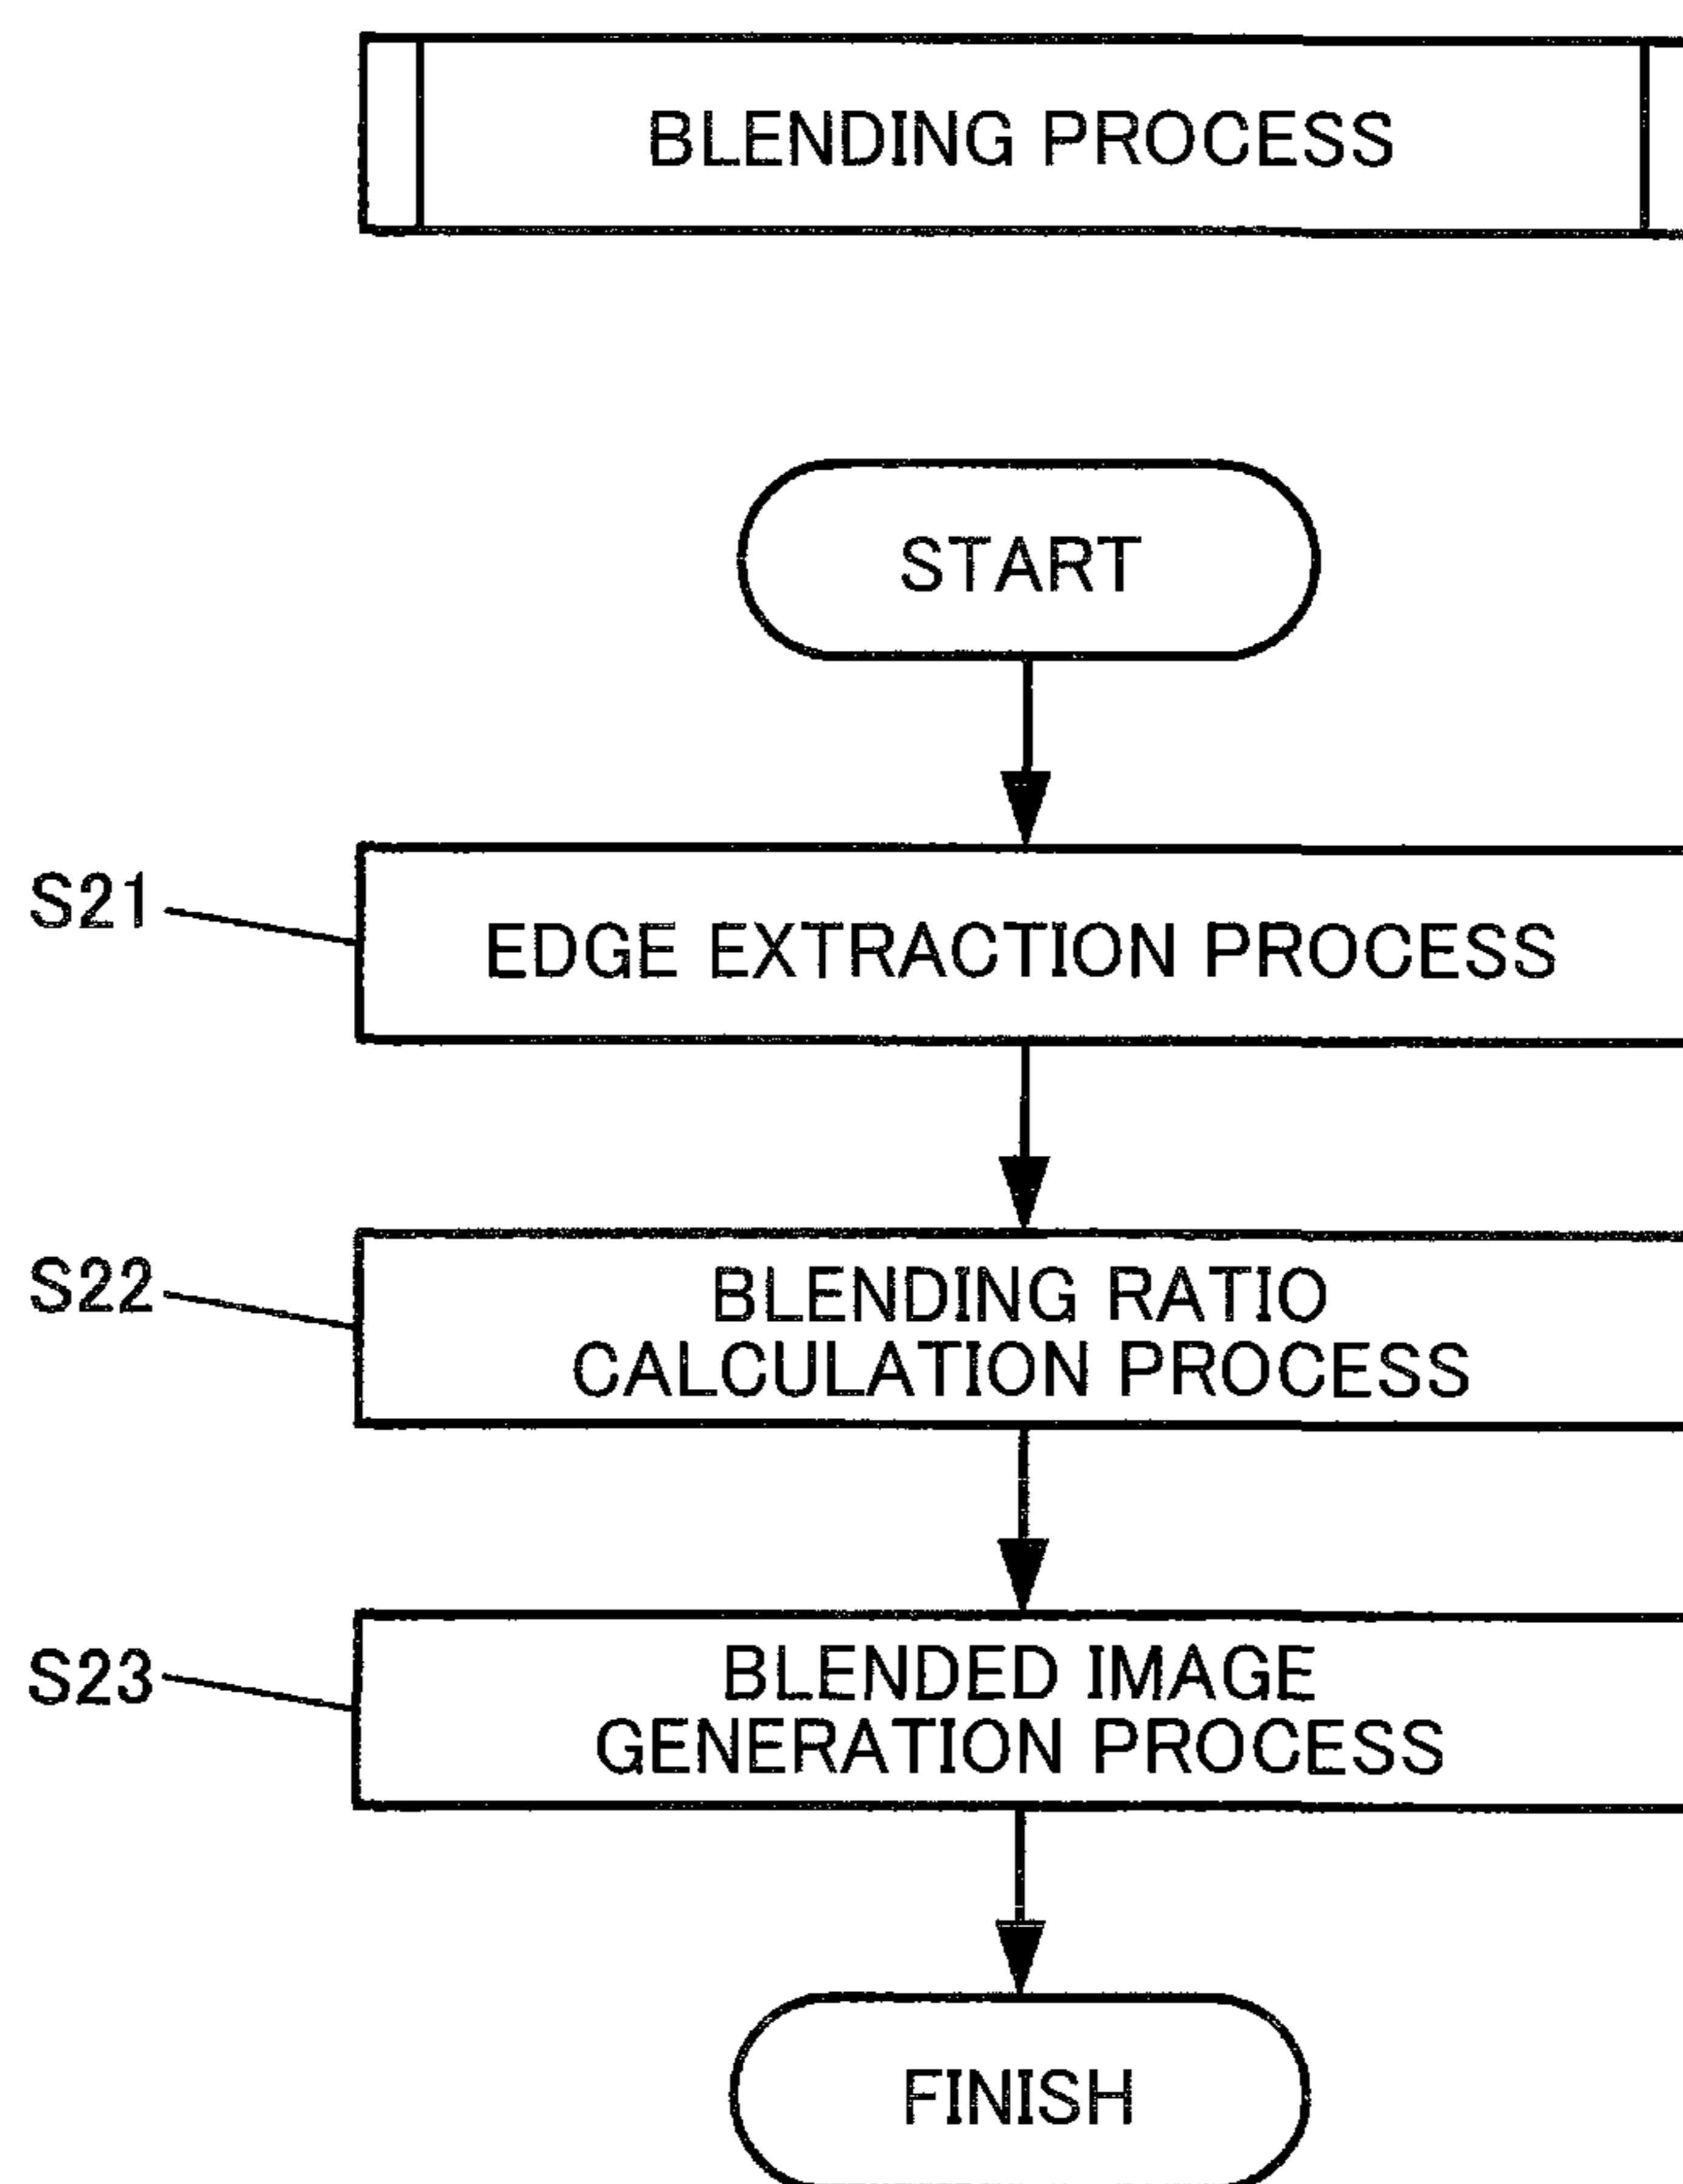 BLENDING PROCESS
START
S21
EDGE EXTRACTION PROCESS
S22
BLENDING RATIO
CALCULATION PROCESS
S23
BLENDED IMAGE
GENERATION PROCESS
FINISH